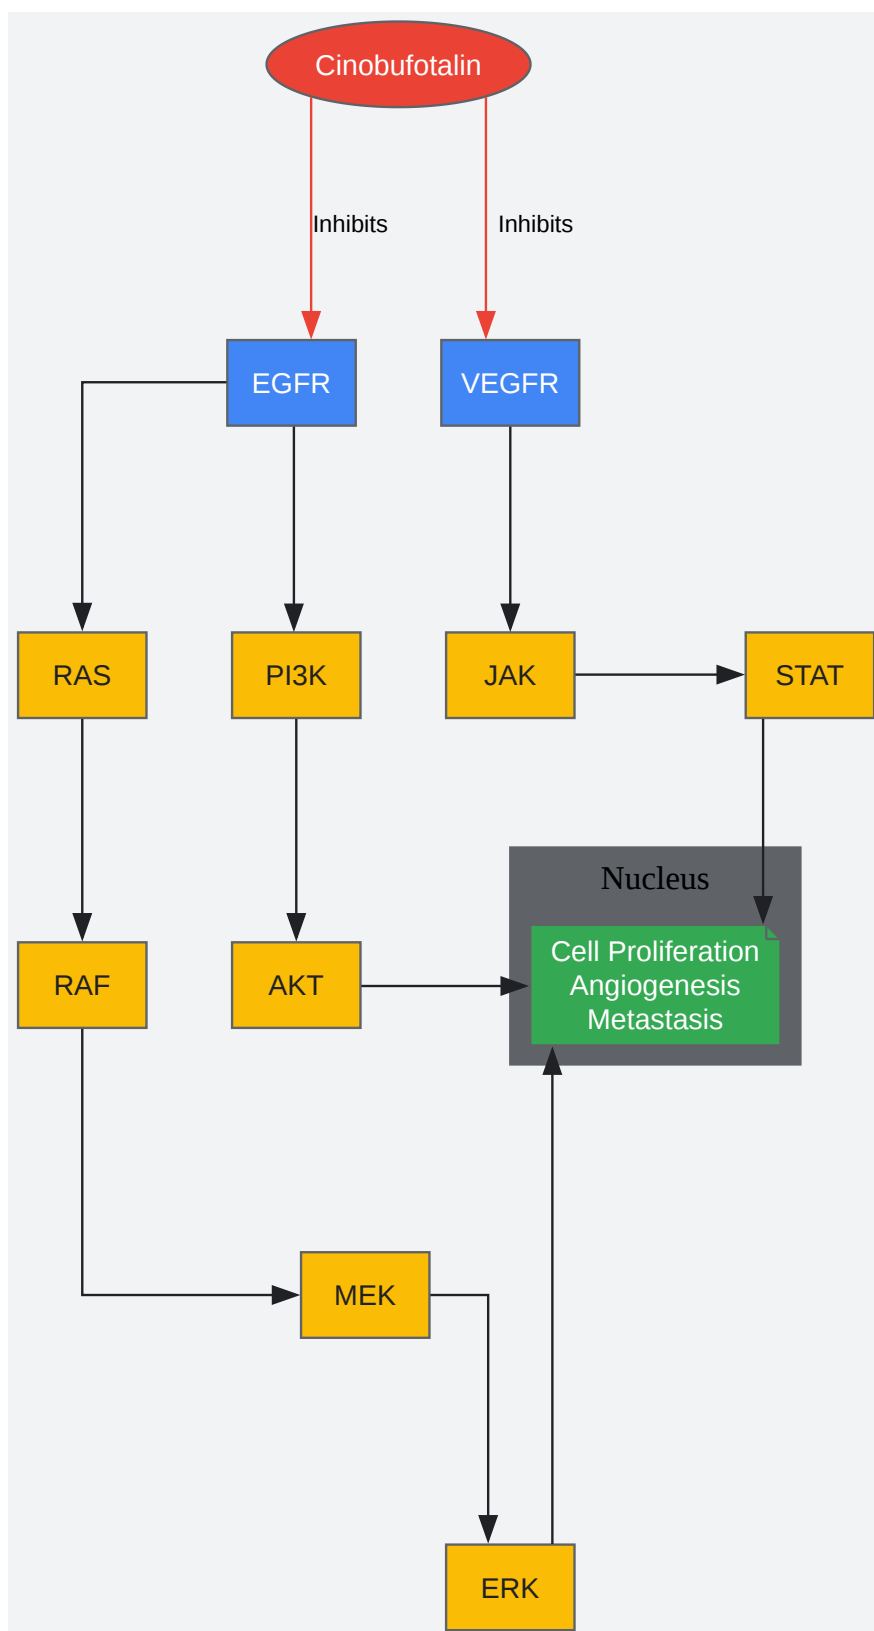 Cinobufotalin
Inhibits
Inhibits
EGFR
VEGFR
RAS
PI3K
JAK
STAT
Nucleus
Cell Proliferation
Angiogenesis
Metastasis
RAF
AKT
MEK
ERK